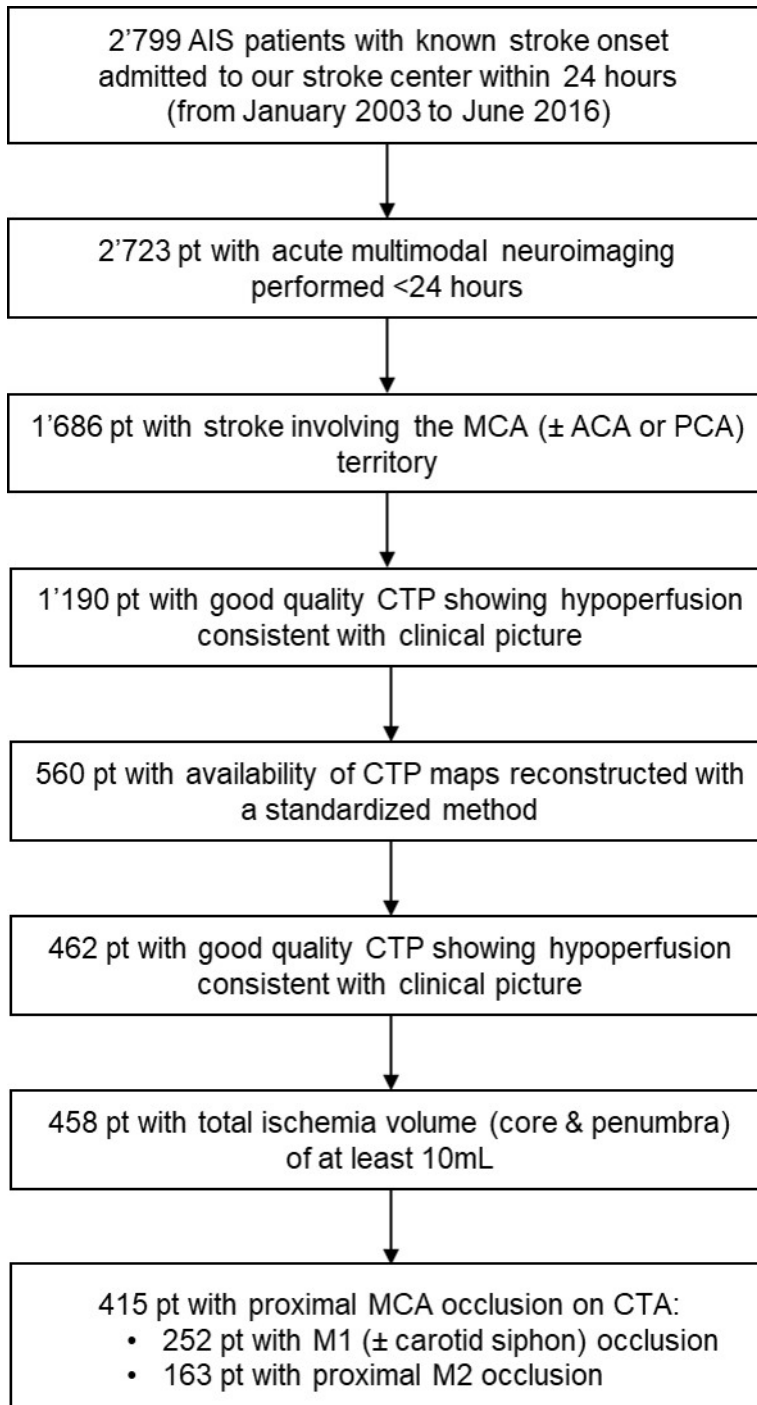 2’799 AIS patients with known stroke onset
admitted to our stroke center within 24 hours
(from January 2003 to June 2016)
2’723 pt with acute multimodal neuroimaging
performed <24 hours
1’686 pt with stroke involving the MCA (± ACA or PCA)
territory
1’190 pt with good quality CTP showing hypoperfusion
consistent with clinical picture
560 pt with availability of CTP maps reconstructed with
a standardized method
462 pt with good quality CTP showing hypoperfusion
consistent with clinical picture
458 pt with total ischemia volume (core & penumbra)
of at least 10mL
415 pt with proximal MCA occlusion on CTA:
• 252 pt with M1 (± carotid siphon) occlusion
• 163 pt with proximal M2 occlusion